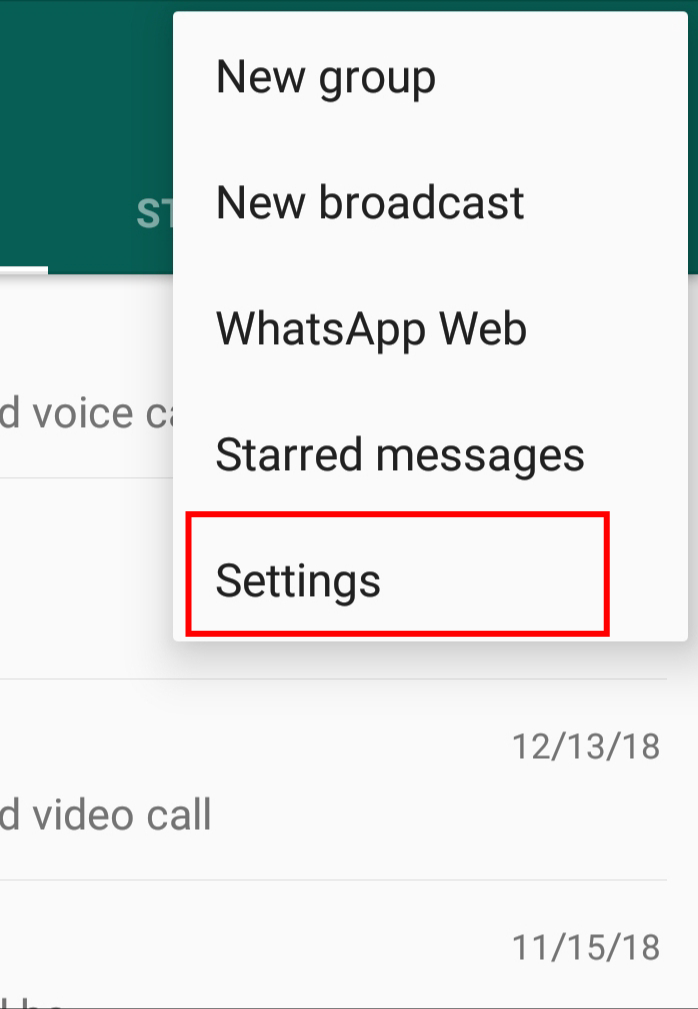 New group
ST
New broadcast
WhatsApp Web
d voice ca
Starred messages
Settings
12/13/18
d video call
11/15/18